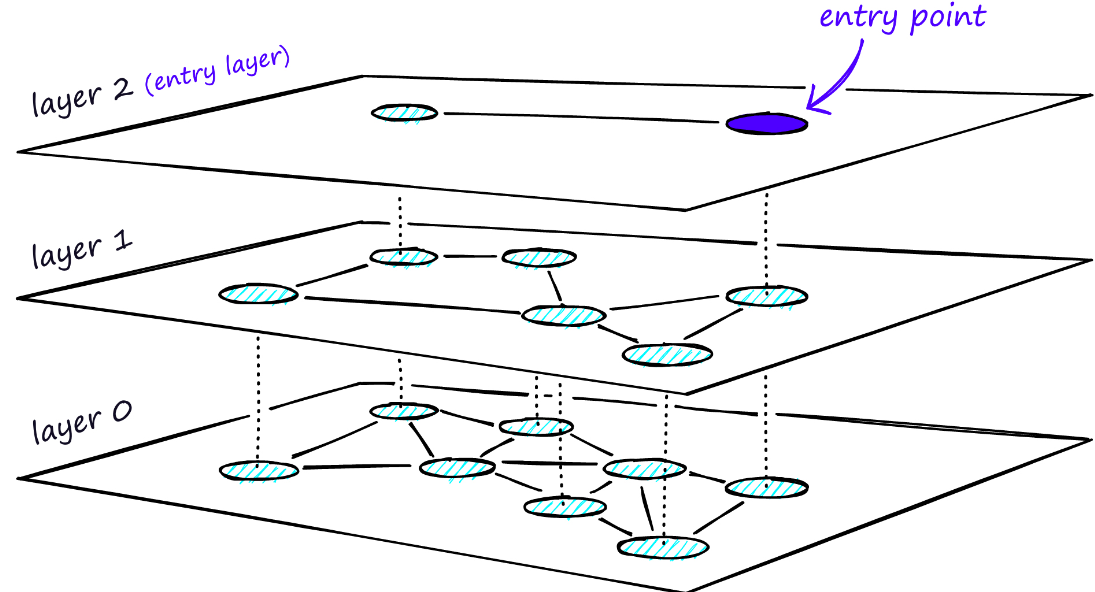 entry point
layer 2 (entry layer)
layer 1
layer 0